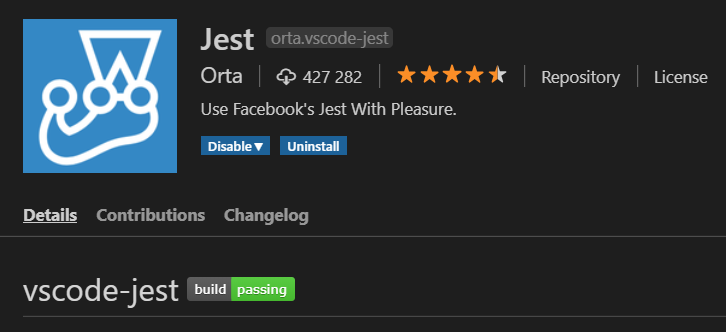 Jest orta.vscode-jest
Orta 427 282 Repository License
Use Facebook's Jest With Pleasure.
Disable▼ Uninstall
Details Contributions Changelog
vscode-jest build passing